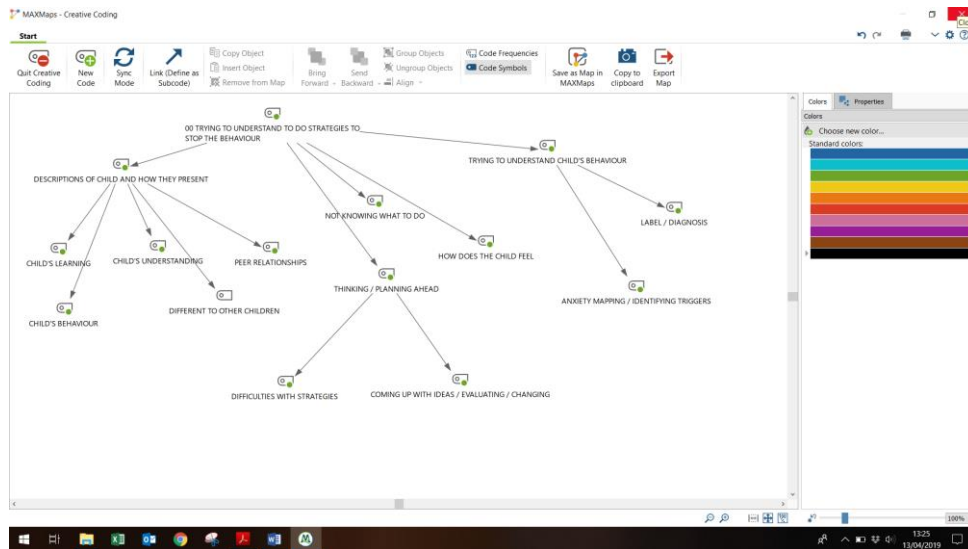 MAXMaps - Creative Coding
Clo
Start
Quit Creative
Coding
New
Code
Sync
Mode
Link (Define as
Subcode)
Copy Object
Insert Object
Remove from Map
Bring
Forward
Send
Backward
Group Objects
Ungroup Objects
Align
Code Frequencies
Code Symbols
Save as Map in
MAXMaps
Copy to
clipboard
Export
Map
00 TRYING TO UNDERSTAND TO DO STRATEGIES TO
STOP THE BEHAVIOUR
TRYING TO UNDERSTAND CHILD'S BEHAVIOUR
DESCRIPTIONS OF CHILD AND HOW THEY PRESENT
NOT KNOWING WHAT TO DO
LABEL / DIAGNOSIS
CHILD'S LEARNING
CHILD'S UNDERSTANDING
PEER RELATIONSHIPS
HOW DOES THE CHILD FEEL
THINKING / PLANNING AHEAD
ANXIETY MAPPING / IDENTIFYING TRIGGERS
DIFFERENT TO OTHER CHILDREN
CHILD'S BEHAVIOUR
DIFFICULTIES WITH STRATEGIES
COMING UP WITH IDEAS / EVALUATING / CHANGING
Colors
Properties
Colors
Choose new color...
Standard colors:
100%
13:25
13/04/2019